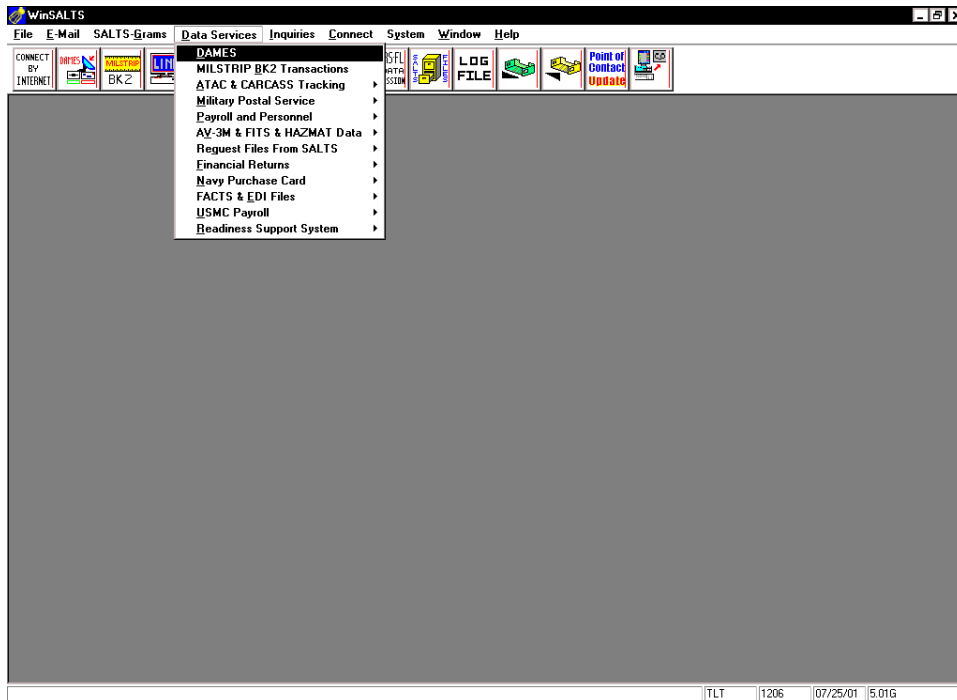 WinSALTS
File E-Mail SALTS-Grams Data Services Inquiries Connect System Window Help
CONNECT BY INTERNET
DAMES
MILSTRIP BK2
LOG FILE
Point of Contact Update
DAMES
MILSTRIP BK2 Transactions
ATAC & CARCASS Tracking
Military Postal Service
Payroll and Personnel
AV-3M & FITS & HAZMAT Data
Request Files From SALTS
Financial Returns
Navy Purchase Card
FACTS & EDI Files
USMC Payroll
Readiness Support System
TLT 1206 07/25/01 5.01G